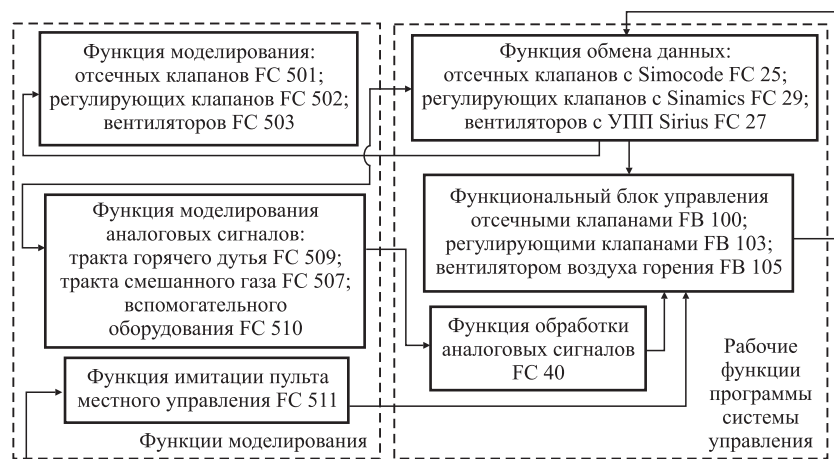 Функция моделирования:
отсечных клапанов FC 501;
регулирующих клапанов FC 502;
вентиляторов FC 503
Функция моделирования
аналоговых сигналов:
тракта горячего дутья FC 509;
тракта смешанного газа FC 507;
вспомогательного
оборудования FC 510
Функция имитации пульта
местного управления FC 511
Функции моделирования
Функция обмена данных:
отсечных клапанов с Simocode FC 25;
регулирующих клапанов с Sinamics FC 29;
вентиляторов с УПП Sirius FC 27
Функциональный блок управления
отсечными клапанами FB 100;
регулирующими клапанами FB 103;
вентилятором воздуха горения FB 105
Функция обработки
аналоговых сигналов
FC 40
Рабочие
функции
программы
системы
управления